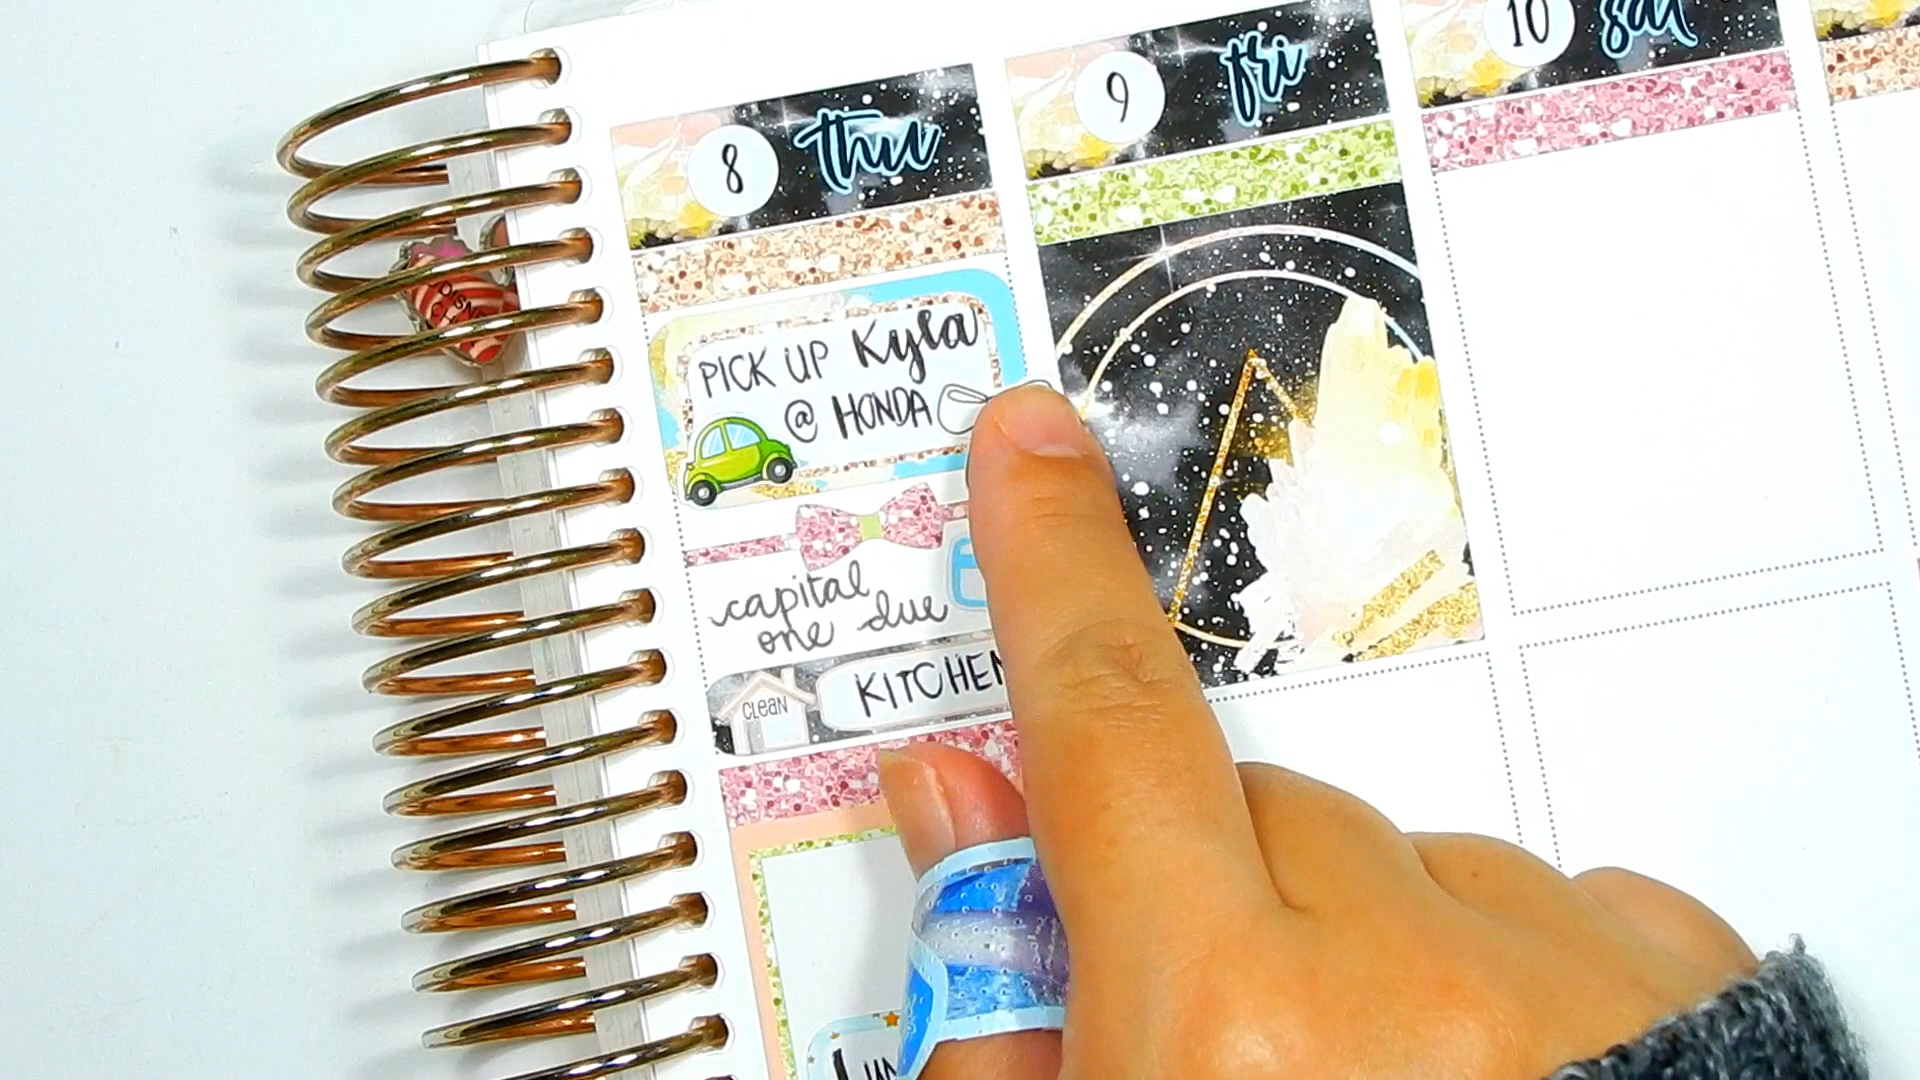 8 thu
9 fri
10 sat
PICK UP Kyla
@ HONDA
capital
one due
CLEAN KITCHEN